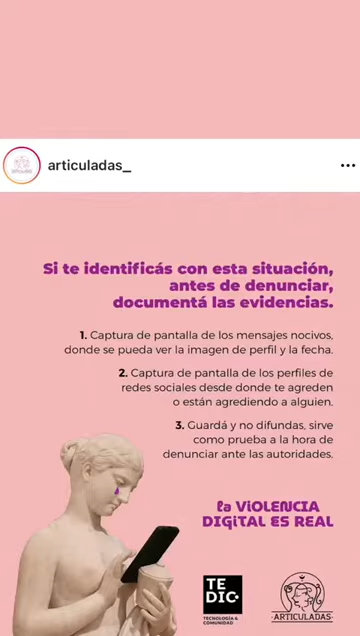 articuladas_
Si te identificás con esta situación,
antes de denunciar,
documentá las evidencias.
1. Captura de pantalla de los mensajes nocivos,
donde se pueda ver la imagen de perfil y la fecha.
2. Captura de pantalla de los perfiles de
redes sociales desde donde te agreden
o están agrediendo a alguien.
3. Guardá y no difundas, sirve
como prueba a la hora de
denunciar ante las autoridades.
la ViOLENCIA
DIGiTAL ES REAL
TE
DIC
TECNOLOGÍA &
COMUNIDAD
ARTICULADAS